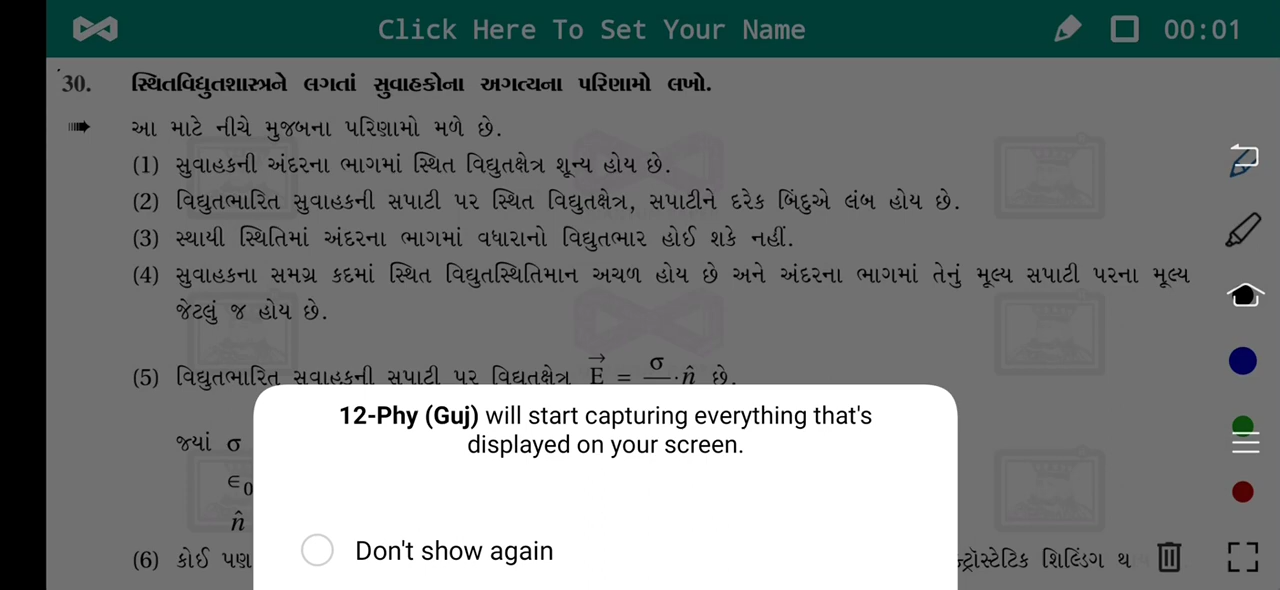 Click Here To Set Your Name
00:01
30. સ્થિતવિદ્યુતશાસ્ત્રને લગતાં સુવાહકોના અગત્યના પરિણામો લખો.
આ માટે નીચે મુજબના પરિણામો મળે છે.
(1) સુવાહકની અંદરના ભાગમાં સ્થિત વિદ્યુતક્ષેત્ર શૂન્ય હોય છે.
(2) વિદ્યુતભારિત સુવાહકની સપાટી પર સ્થિત વિદ્યુતક્ષેત્ર, સપાટીને દરેક બિંદુએ લંબ હોય છે.
(3) સ્થાયી સ્થિતિમાં અંદરના ભાગમાં વધારાનો વિદ્યુતભાર હોઈ શકે નહીં.
(4) સુવાહકના સમગ્ર કદમાં સ્થિત વિદ્યુતસ્થિતિમાન અચળ હોય છે અને અંદરના ભાગમાં તેનું મૂલ્ય સપાટી પરના મૂલ્ય
જેટલું જ હોય છે.
(5) વિદ્યુતભારિત સુવાહકની સપાટી પર વિદ્યુતક્ષેત્ર E⃗ = σ · n̂ છે.
12-Phy (Guj) will start capturing everything that's
displayed on your screen.
જ્યાં σ
∈₀
n̂
Don't show again
(6) કોઈ પણ શિલ્ડિંગ થ